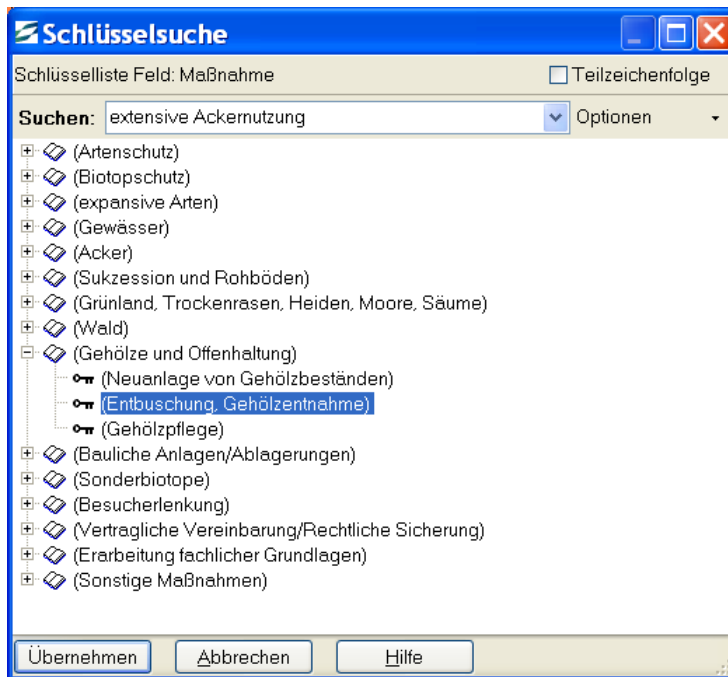 Schlüsselsuche
Schlüsselliste Feld: Maßnahme Teilzeichenfolge
Suchen: extensive Ackernutzung Optionen
(Artenschutz)
(Biotopschutz)
(expansive Arten)
(Gewässer)
(Acker)
(Sukzession und Rohböden)
(Grünland, Trockenrasen, Heiden, Moore, Säume)
(Wald)
(Gehölze und Offenhaltung)
(Neuanlage von Gehölzbeständen)
(Entbuschung, Gehölzentnahme)
(Gehölzpflege)
(Bauliche Anlagen/Ablagerungen)
(Sonderbiotope)
(Besucherlenkung)
(Vertragliche Vereinbarung/Rechtliche Sicherung)
(Erarbeitung fachlicher Grundlagen)
(Sonstige Maßnahmen)
Übernehmen Abbrechen Hilfe